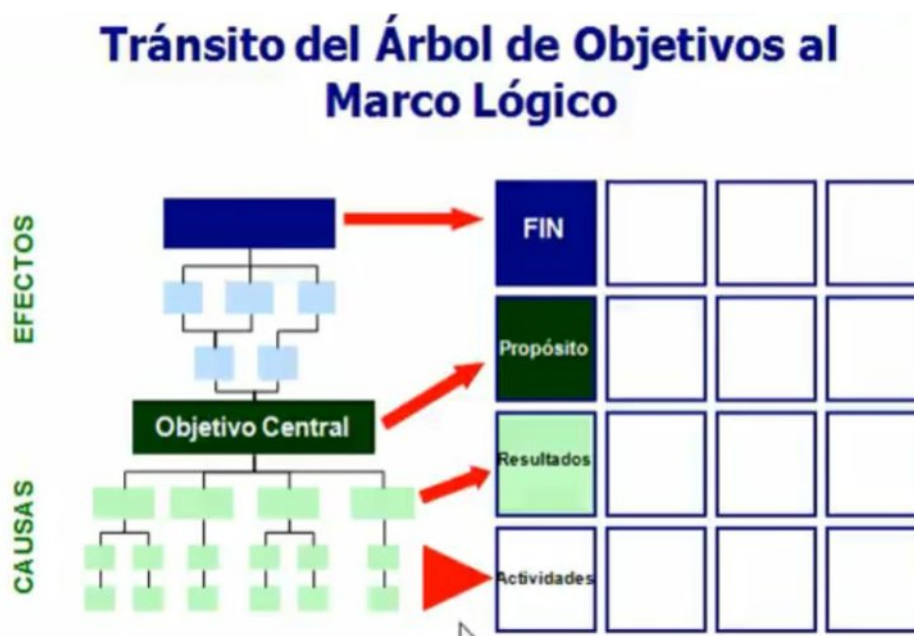 Tránsito del Árbol de Objetivos al
Marco Lógico
EFECTOS
FIN
Propósito
Objetivo Central
CAUSAS
Resultados
Actividades